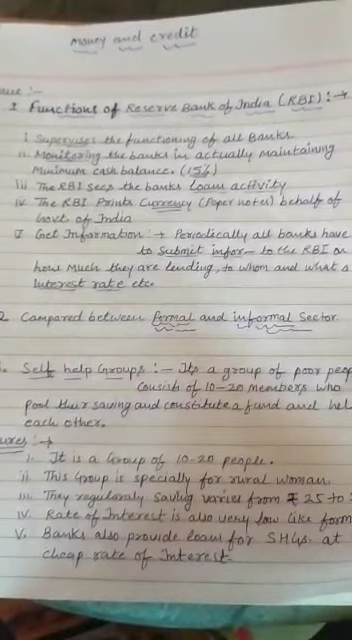 Money and credit
1 Functions of Reserve Bank of India (RBI) :→
i Supervises the functioning of all Banks.
ii. Monitoring the banks in actually maintaining
Minimum cash balance. (15%)
iii The RBI sees the banks loans activity
iv The RBI Prints Currency (Paper notes) behalf of
Govt. of India
V Get Information :→ Periodically all banks have
to Submit infor— to the RBI on
how Much they are lending, to whom and what a
Interest rate etc.
2 Compared between formal and informal Sector
Self help Groups :— Its a group of poor peop
Consists of 10-20 members who
Pool their saving and constitute a fund and hel
each other.
ures :→
i. It is a Group of 10-20 people.
ii This Group is specially for rural woman
iii They regularaly Saving varies from ₹ 25 to
iv. Rate of Interest is also very low like form
V. Banks also provide loan for SHGs at
cheap rate of Interest.